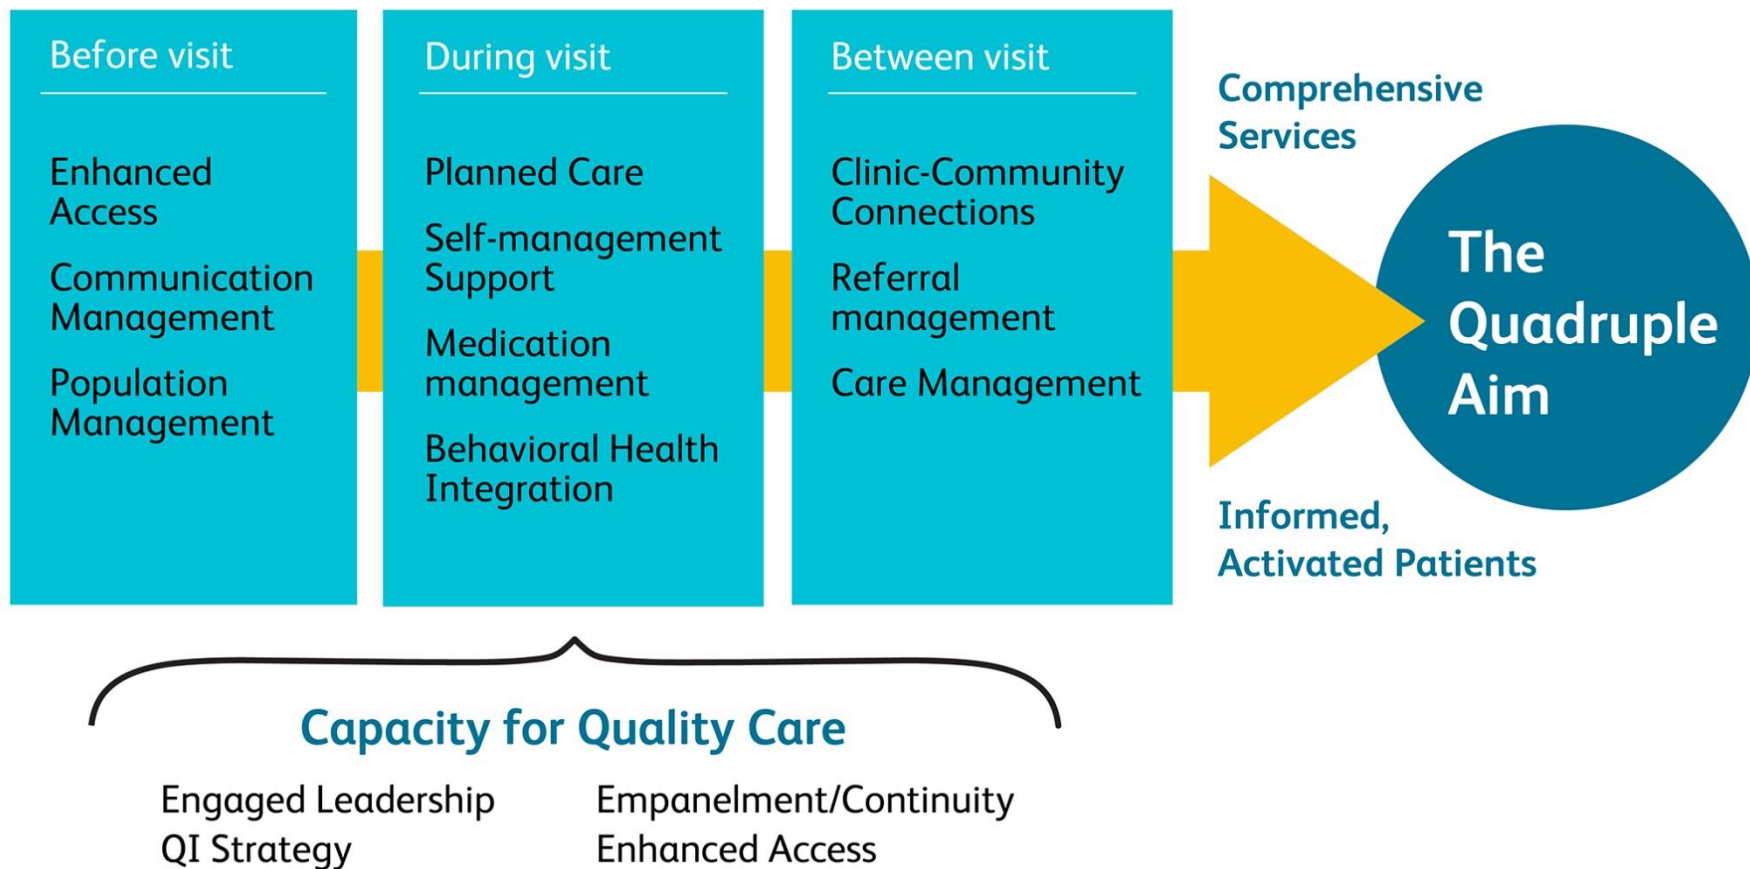 Before visit
Enhanced
Access
Communication
Management
Population
Management
During visit
Planned Care
Self-management
Support
Medication
management
Behavioral Health
Integration
Between visit
Clinic-Community
Connections
Referral
management
Care Management
Comprehensive
Services
The
Quadruple
Aim
Informed,
Activated Patients
Capacity for Quality Care
Engaged Leadership
QI Strategy
Empanelment/Continuity
Enhanced Access